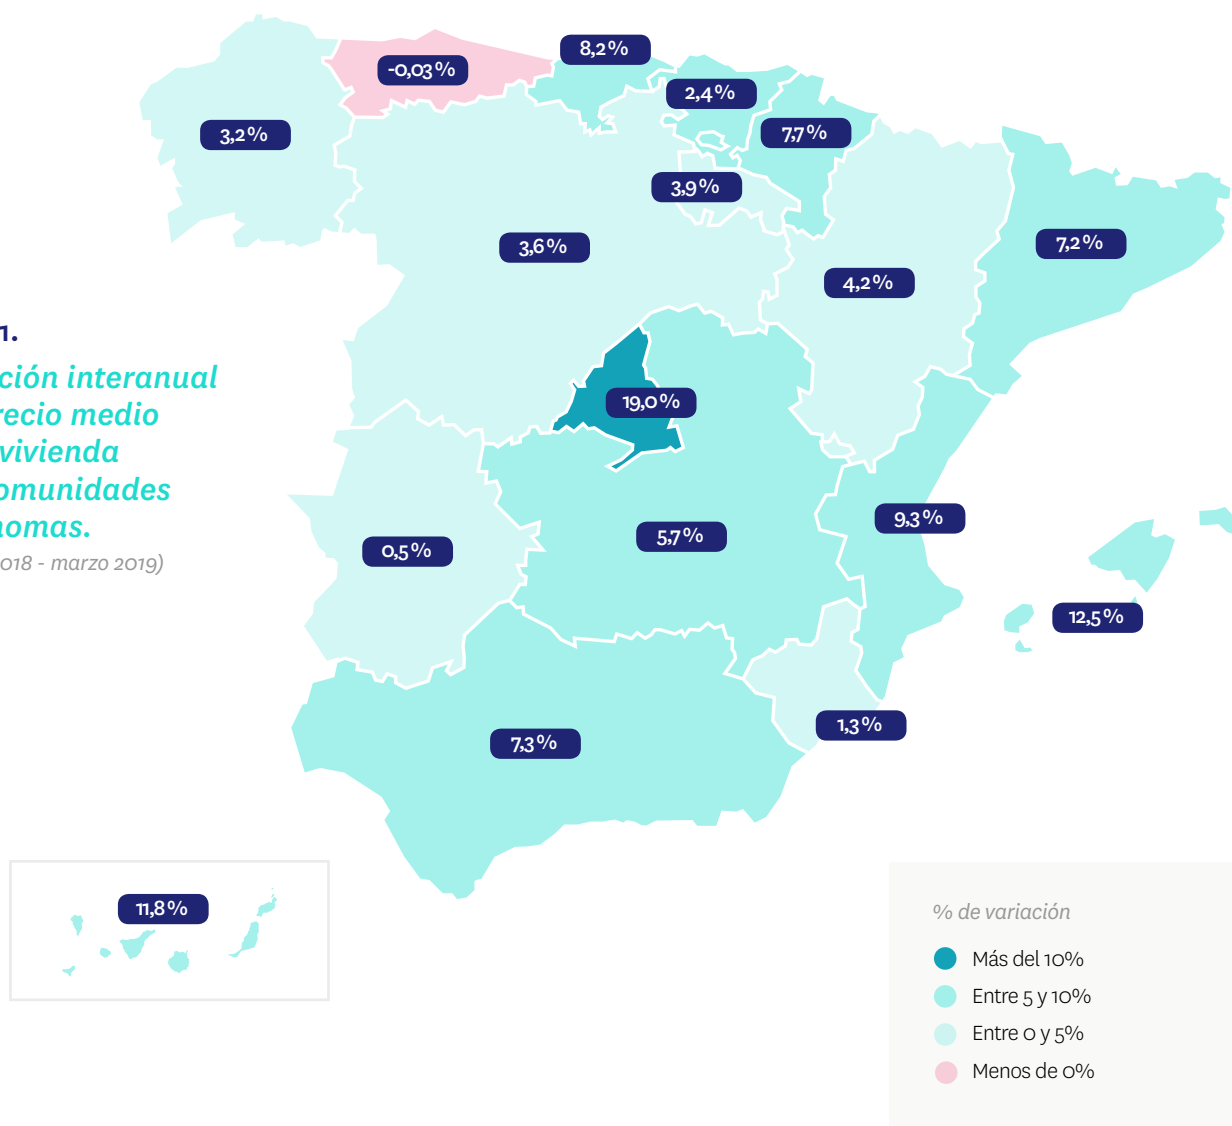 8,2%
-0,03%
2,4%
3,2%
7,7%
3,9%
3,6%
7,2%
4,2%
1.
ción interanual
recio medio
vivienda
omunidades
nomas.
018 - marzo 2019)
19,0%
9,3%
5,7%
0,5%
12,5%
1,3%
7,3%
11,8%
% de variación
Más del 10%
Entre 5 y 10%
Entre 0 y 5%
Menos de 0%